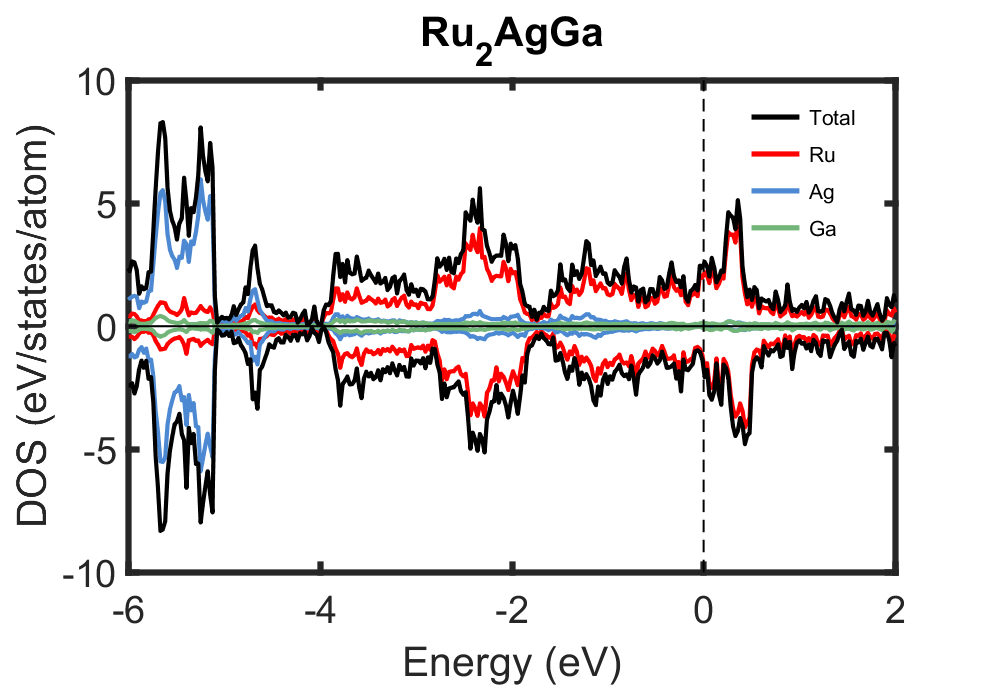 Ru2AgGa
DOS (eV/states/atom)
10
5
0
-5
-10
-6
-4
-2
0
2
Energy (eV)
Total
Ru
Ag
Ga